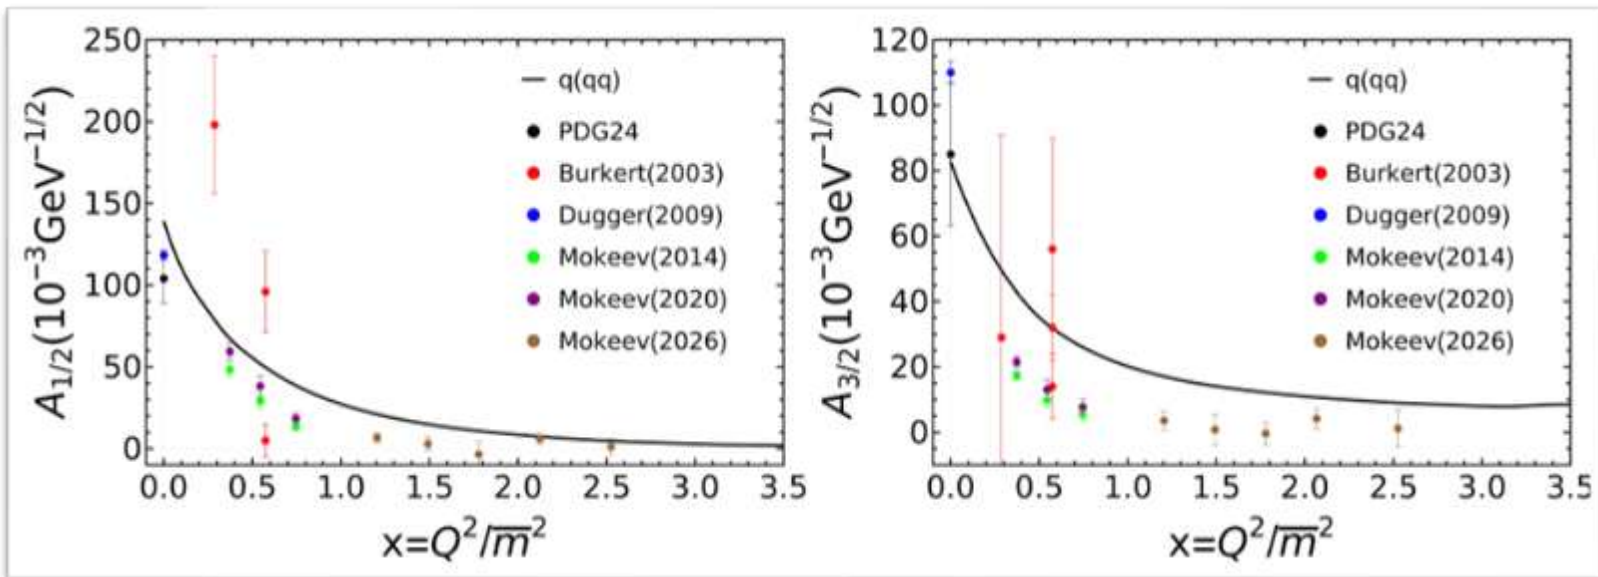 A1/2(10−3GeV−1/2)
250
200
150
100
50
0
q(qq)
PDG24
Burkert(2003)
Dugger(2009)
Mokeev(2014)
Mokeev(2020)
Mokeev(2026)
0.0 0.5 1.0 1.5 2.0 2.5 3.0 3.5
x=Q2/m̅2
A3/2(10−3GeV−1/2)
120
100
80
60
40
20
0
q(qq)
PDG24
Burkert(2003)
Dugger(2009)
Mokeev(2014)
Mokeev(2020)
Mokeev(2026)
0.0 0.5 1.0 1.5 2.0 2.5 3.0 3.5
x=Q2/m̅2